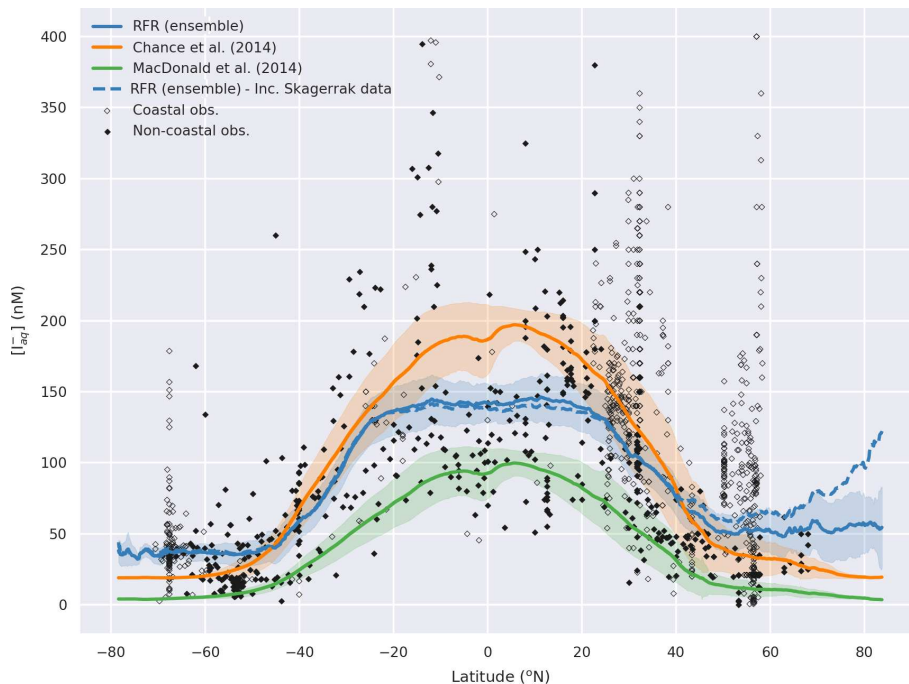 RFR (ensemble)
Chance et al. (2014)
MacDonald et al. (2014)
RFR (ensemble) - Inc. Skagerrak data
Coastal obs.
Non-coastal obs.
400
350
300
250
200
150
100
50
0
[I⁻aq] (nM)
−80 −60 −40 −20 0 20 40 60 80
Latitude (°N)